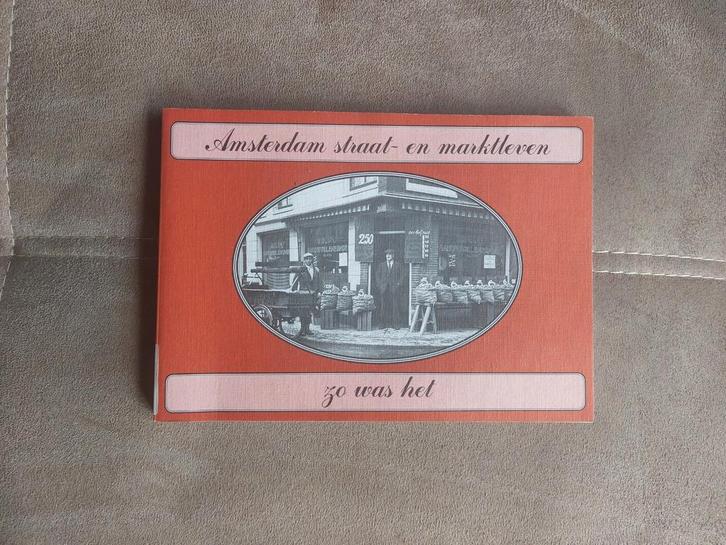 Amsterdam straat- en marktleven
250
zo was het